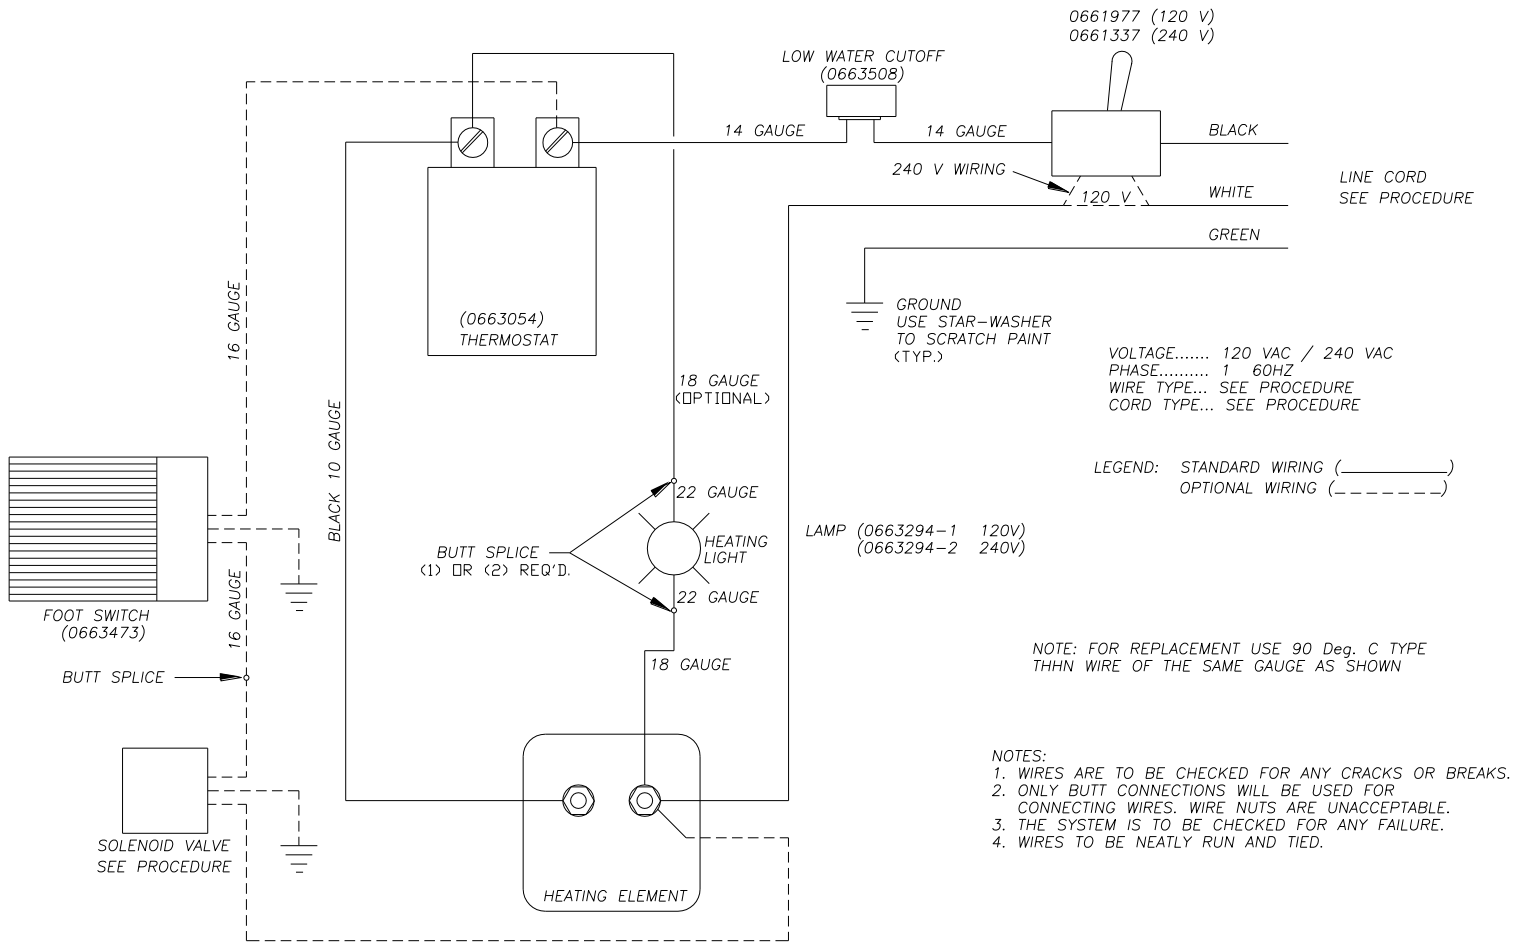 0661977 (120 V)
0661337 (240 V)
LOW WATER CUTOFF
(0663508)
14 GAUGE
14 GAUGE
BLACK
240 V WIRING
120 V
WHITE
LINE CORD
SEE PROCEDURE
GREEN
16 GAUGE
(0663054)
THERMOSTAT
GROUND
USE STAR-WASHER
TO SCRATCH PAINT
(TYP.)
VOLTAGE....... 120 VAC / 240 VAC
PHASE.......... 1 60HZ
WIRE TYPE... SEE PROCEDURE
CORD TYPE... SEE PROCEDURE
18 GAUGE
(OPTIONAL)
BLACK 10 GAUGE
LEGEND: STANDARD WIRING (__________)
OPTIONAL WIRING (_ _ _ _ _ _ _)
22 GAUGE
HEATING
LIGHT
LAMP (0663294-1 120V)
(0663294-2 240V)
BUTT SPLICE
(1) OR (2) REQ'D.
22 GAUGE
FOOT SWITCH
(0663473)
16 GAUGE
BUTT SPLICE
18 GAUGE
NOTE: FOR REPLACEMENT USE 90 Deg. C TYPE
THHN WIRE OF THE SAME GAUGE AS SHOWN
SOLENOID VALVE
SEE PROCEDURE
HEATING ELEMENT
NOTES:
1. WIRES ARE TO BE CHECKED FOR ANY CRACKS OR BREAKS.
2. ONLY BUTT CONNECTIONS WILL BE USED FOR
CONNECTING WIRES. WIRE NUTS ARE UNACCEPTABLE.
3. THE SYSTEM IS TO BE CHECKED FOR ANY FAILURE.
4. WIRES TO BE NEATLY RUN AND TIED.